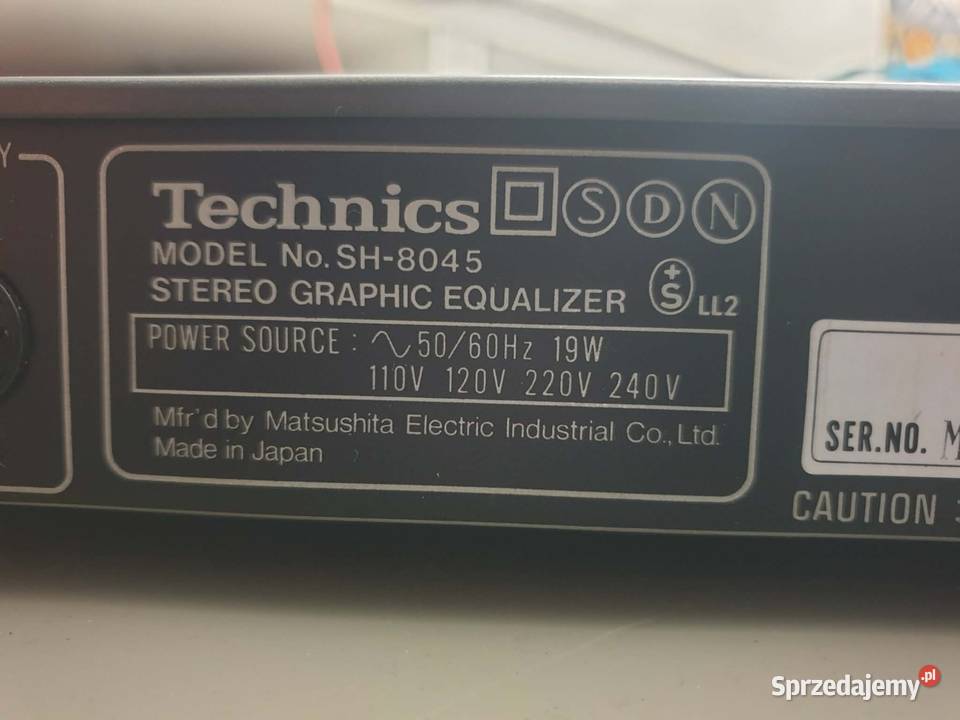 Technics S D N
MODEL No. SH-8045
STEREO GRAPHIC EQUALIZER +S LL2
POWER SOURCE : ∿50/60Hz 19W
110V 120V 220V 240V
Mfr'd by Matsushita Electric Industrial Co., Ltd.
Made in Japan
SER.NO. M
CAUTION
Sprzedajemy.pl